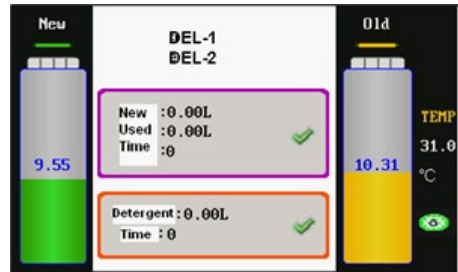 New
DEL-1
DEL-2
Old
New :0.00L
Used :0.00L
Time :0
9.55
Detergent:0.00L
Time : 0
10.31
TEMP
31.0
°C